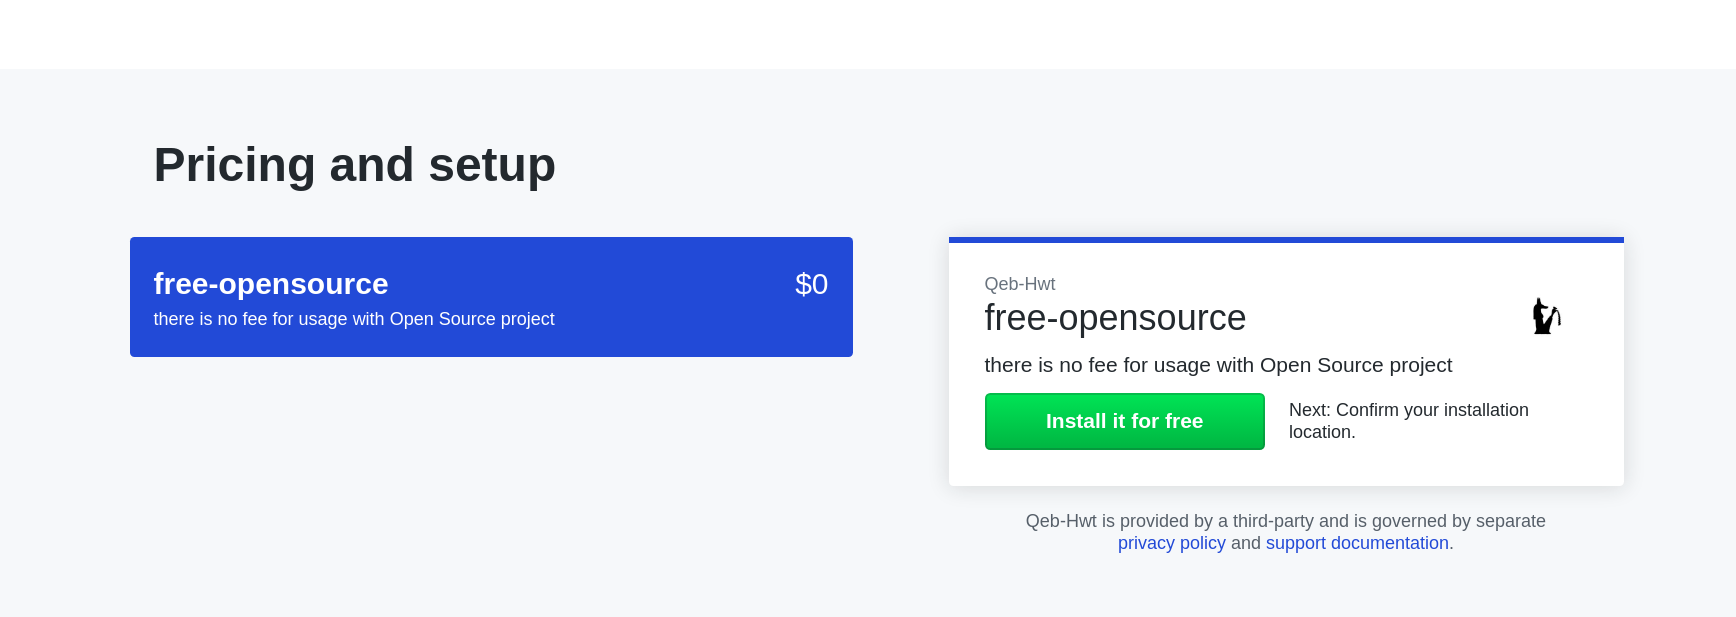 Pricing and setup
free-opensource
$0
there is no fee for usage with Open Source project
Qeb-Hwt
free-opensource
there is no fee for usage with Open Source project
Install it for free
Next: Confirm your installation
location.
Qeb-Hwt is provided by a third-party and is governed by separate
privacy policy and support documentation.